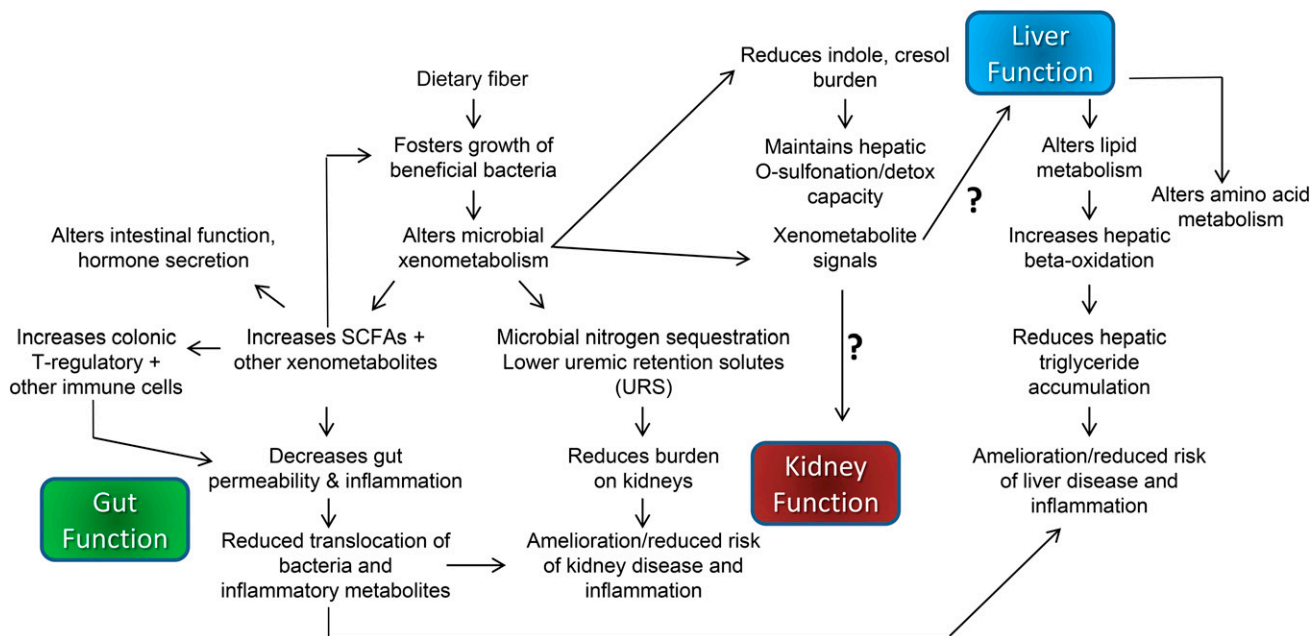 Dietary fiber
Fosters growth of
beneficial bacteria
Alters microbial
xenometabolism
Alters intestinal function,
hormone secretion
Increases SCFAs +
other xenometabolites
Increases colonic
T-regulatory +
other immune cells
Decreases gut
permeability & inflammation
Gut
Function
Reduced translocation of
bacteria and
inflammatory metabolites
Microbial nitrogen sequestration
Lower uremic retention solutes
(URS)
Reduces burden
on kidneys
Amelioration/reduced risk
of kidney disease and
inflammation
Reduces indole, cresol
burden
Maintains hepatic
O-sulfonation/detox
capacity
Xenometabolite
signals
?
?
Kidney
Function
Liver
Function
Alters lipid
metabolism
Alters amino acid
metabolism
Increases hepatic
beta-oxidation
Reduces hepatic
triglyceride
accumulation
Amelioration/reduced risk
of liver disease and
inflammation